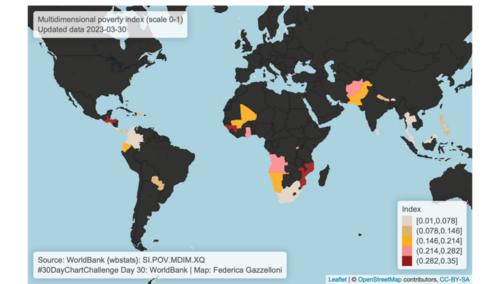 Multidimensional poverty index (scale 0-1)
Updated data 2023-03-30
Index
[0.01,0.078]
(0.078,0.146]
(0.146,0.214]
(0.214,0.282]
(0.282,0.35]
Source: WorldBank {wbstats}: SI.POV.MDIM.XQ
#30DayChartChallenge Day 30: WorldBank | Map: Federica Gazzelloni
Leaflet | © OpenStreetMap contributors, CC-BY-SA